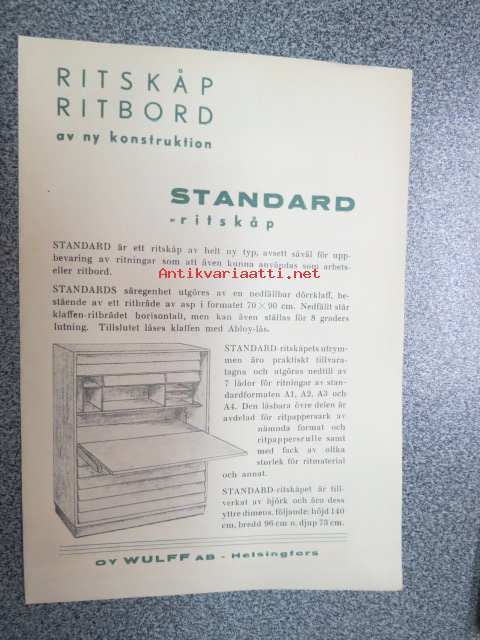 RITSKÅP
RITBORD
av ny konstruktion
STANDARD
-ritskåp
STANDARD är ett ritskåp av helt ny typ, avsett såväl för upp-
bevaring av ritningar som att även kunna användas som arbets-
eller ritbord.
Antikvariaatti.net
STANDARDS säregenhet utgöres av en nedfällbar dörrklaff, be-
stående av ett ritbräde av asp i formatet 70 × 90 cm. Nedfällt står
klaffen-ritbrädet horisontalt, men kan även ställas för 8 graders
lutning. Tillslutet låses klaffen med Abloy-lås.
STANDARD-ritskåpets utrym-
men äro praktiskt tillvara-
tagna och utgöras nedtill av
7 lådor för ritningar av stan-
dardformaten A1, A2, A3 och
A4. Den låsbara övre delen är
avdelad för ritpappersark av
nämnda format och
ritpappersrulle samt
med fack av olika
storlek för ritmaterial
och annat.
STANDARD-ritskåpet är till-
verkat av björk och äro dess
yttre dimens. följande: höjd 140
cm, bredd 96 cm o. djup 73 cm.
OY WULFF AB - Helsingfors